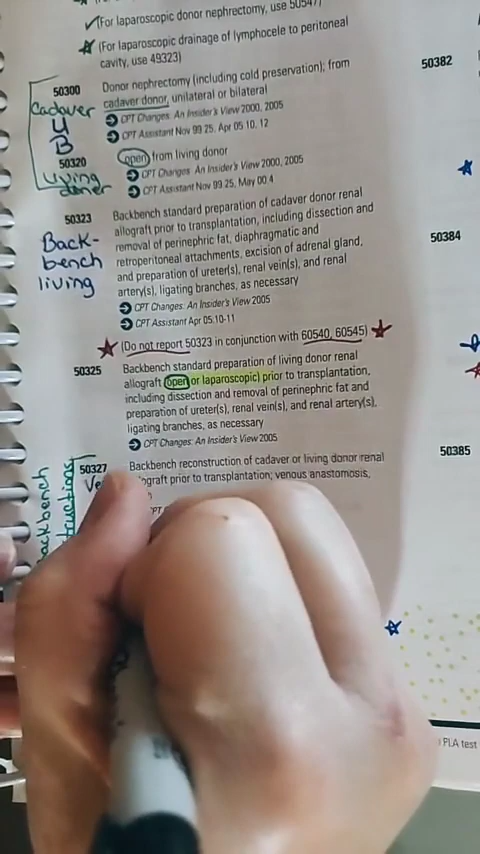 (For laparoscopic donor nephrectomy, use 50547)
(For laparoscopic drainage of lymphocele to peritoneal
cavity, use 49323)
50300 Donor nephrectomy (including cold preservation); from
cadaver donor, unilateral or bilateral
CPT Changes: An Insider's View 2000, 2005
CPT Assistant Nov 99:25, Apr 05:10, 12
Cadaver
U
B
50320 open, from living donor
CPT Changes: An Insider's View 2000, 2005
CPT Assistant Nov 99:25, May 00:4
Living
doner
50323 Backbench standard preparation of cadaver donor renal
allograft prior to transplantation, including dissection and
removal of perinephric fat, diaphragmatic and
retroperitoneal attachments, excision of adrenal gland,
and preparation of ureter(s), renal vein(s), and renal
artery(s), ligating branches, as necessary
CPT Changes: An Insider's View 2005
CPT Assistant Apr 05:10-11
Back-
bench
living
(Do not report 50323 in conjunction with 60540, 60545)
50325 Backbench standard preparation of living donor renal
allograft (open or laparoscopic) prior to transplantation,
including dissection and removal of perinephric fat and
preparation of ureter(s), renal vein(s), and renal artery(s),
ligating branches, as necessary
CPT Changes: An Insider's View 2005
50327 Backbench reconstruction of cadaver or living donor renal
prior to transplantation; venous anastomosis,
Ve
50382
50384
50385
PLA test